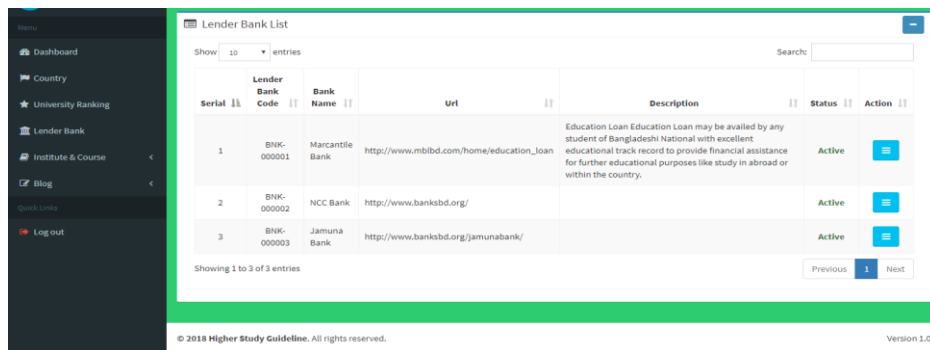 Menu
Dashboard
Country
University Ranking
Lender Bank
Institute & Course
Blog
Quick Links
Log out
Lender Bank List
Show 10 entries
Search:
Serial Lender Bank Code Bank Name Url Description Status Action
1 BNK-000001 Marcantile Bank http://www.mblbd.com/home/education_loan Education Loan Education Loan may be availed by any
student of Bangladeshi National with excellent
educational track record to provide financial assistance
for further educational purposes like study in abroad or
within the country. Active
2 BNK-000002 NCC Bank http://www.banksbd.org/ Active
3 BNK-000003 Jamuna Bank http://www.banksbd.org/jamunabank/ Active
Showing 1 to 3 of 3 entries
Previous 1 Next
© 2018 Higher Study Guideline. All rights reserved.
Version 1.0